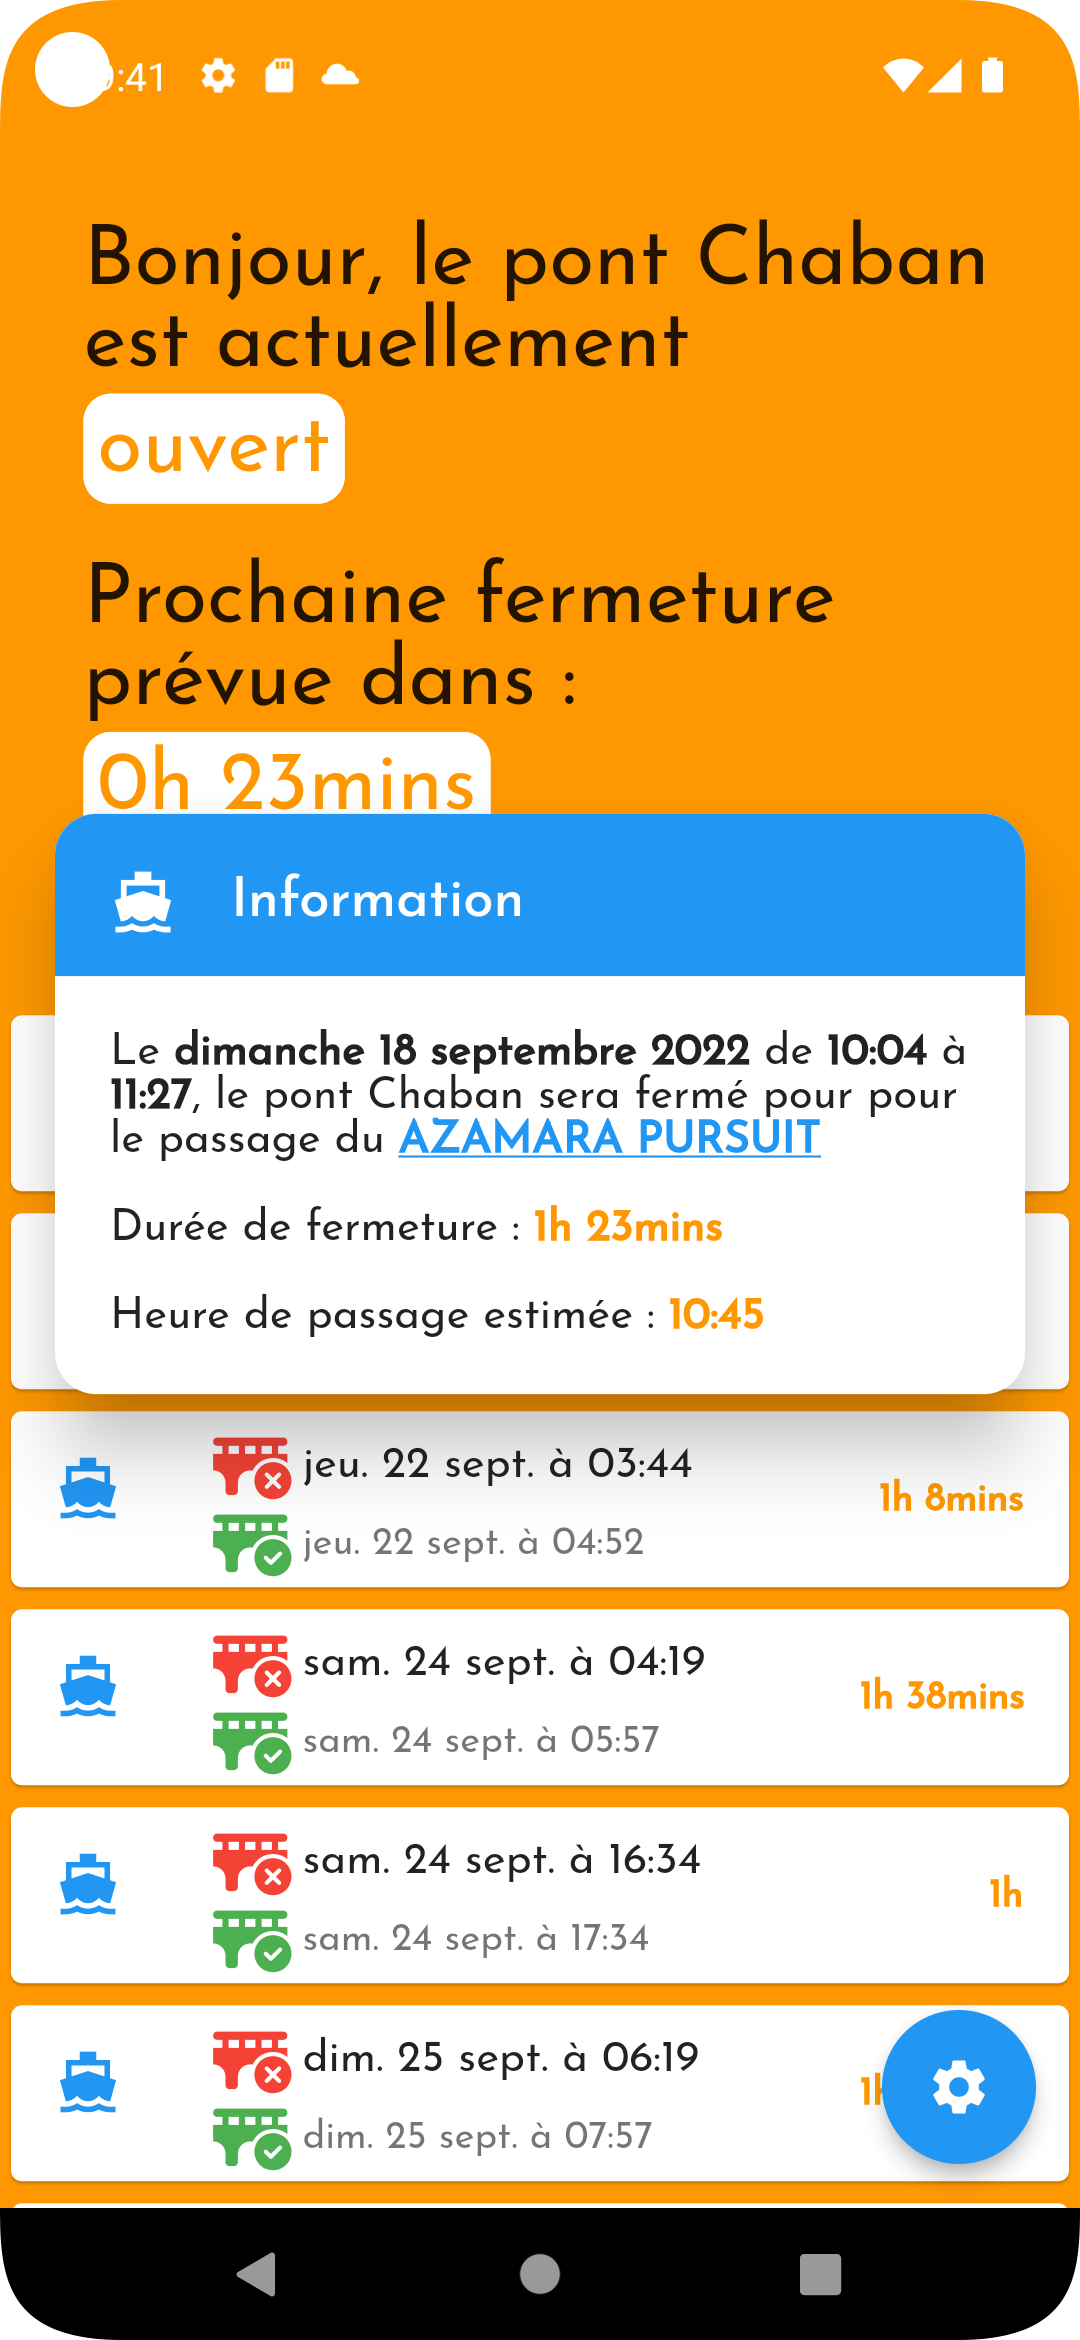 :41
Bonjour, le pont Chaban
est actuellement
ouvert
Prochaine fermeture
prévue dans :
0h 23mins
Information
Le dimanche 18 septembre 2022 de 10:04 à
11:27, le pont Chaban sera fermé pour pour
le passage du AZAMARA PURSUIT
Durée de fermeture : 1h 23mins
Heure de passage estimée : 10:45
jeu. 22 sept. à 03:44
1h 8mins
jeu. 22 sept. à 04:52
sam. 24 sept. à 04:19
1h 38mins
sam. 24 sept. à 05:57
sam. 24 sept. à 16:34
1h
sam. 24 sept. à 17:34
dim. 25 sept. à 06:19
dim. 25 sept. à 07:57